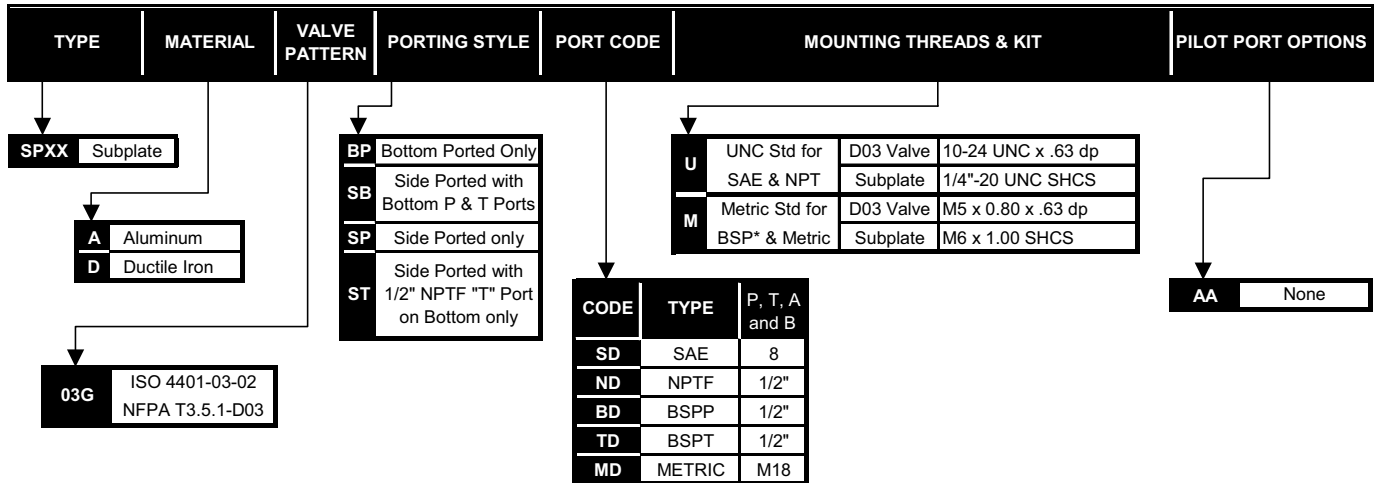 TYPE
MATERIAL
VALVE
PATTERN
PORTING STYLE
PORT CODE
MOUNTING THREADS & KIT
PILOT PORT OPTIONS
SPXX Subplate
A Aluminum
D Ductile Iron
03G
ISO 4401-03-02
NFPA T3.5.1-D03
BP Bottom Ported Only
SB
Side Ported with
Bottom P & T Ports
SP Side Ported only
ST
Side Ported with
1/2" NPTF "T" Port
on Bottom only
CODE TYPE P, T, A
and B
SD SAE 8
ND NPTF 1/2"
BD BSPP 1/2"
TD BSPT 1/2"
MD METRIC M18
U
UNC Std for D03 Valve 10-24 UNC x .63 dp
SAE & NPT Subplate 1/4"-20 UNC SHCS
M
Metric Std for D03 Valve M5 x 0.80 x .63 dp
BSP* & Metric Subplate M6 x 1.00 SHCS
AA None